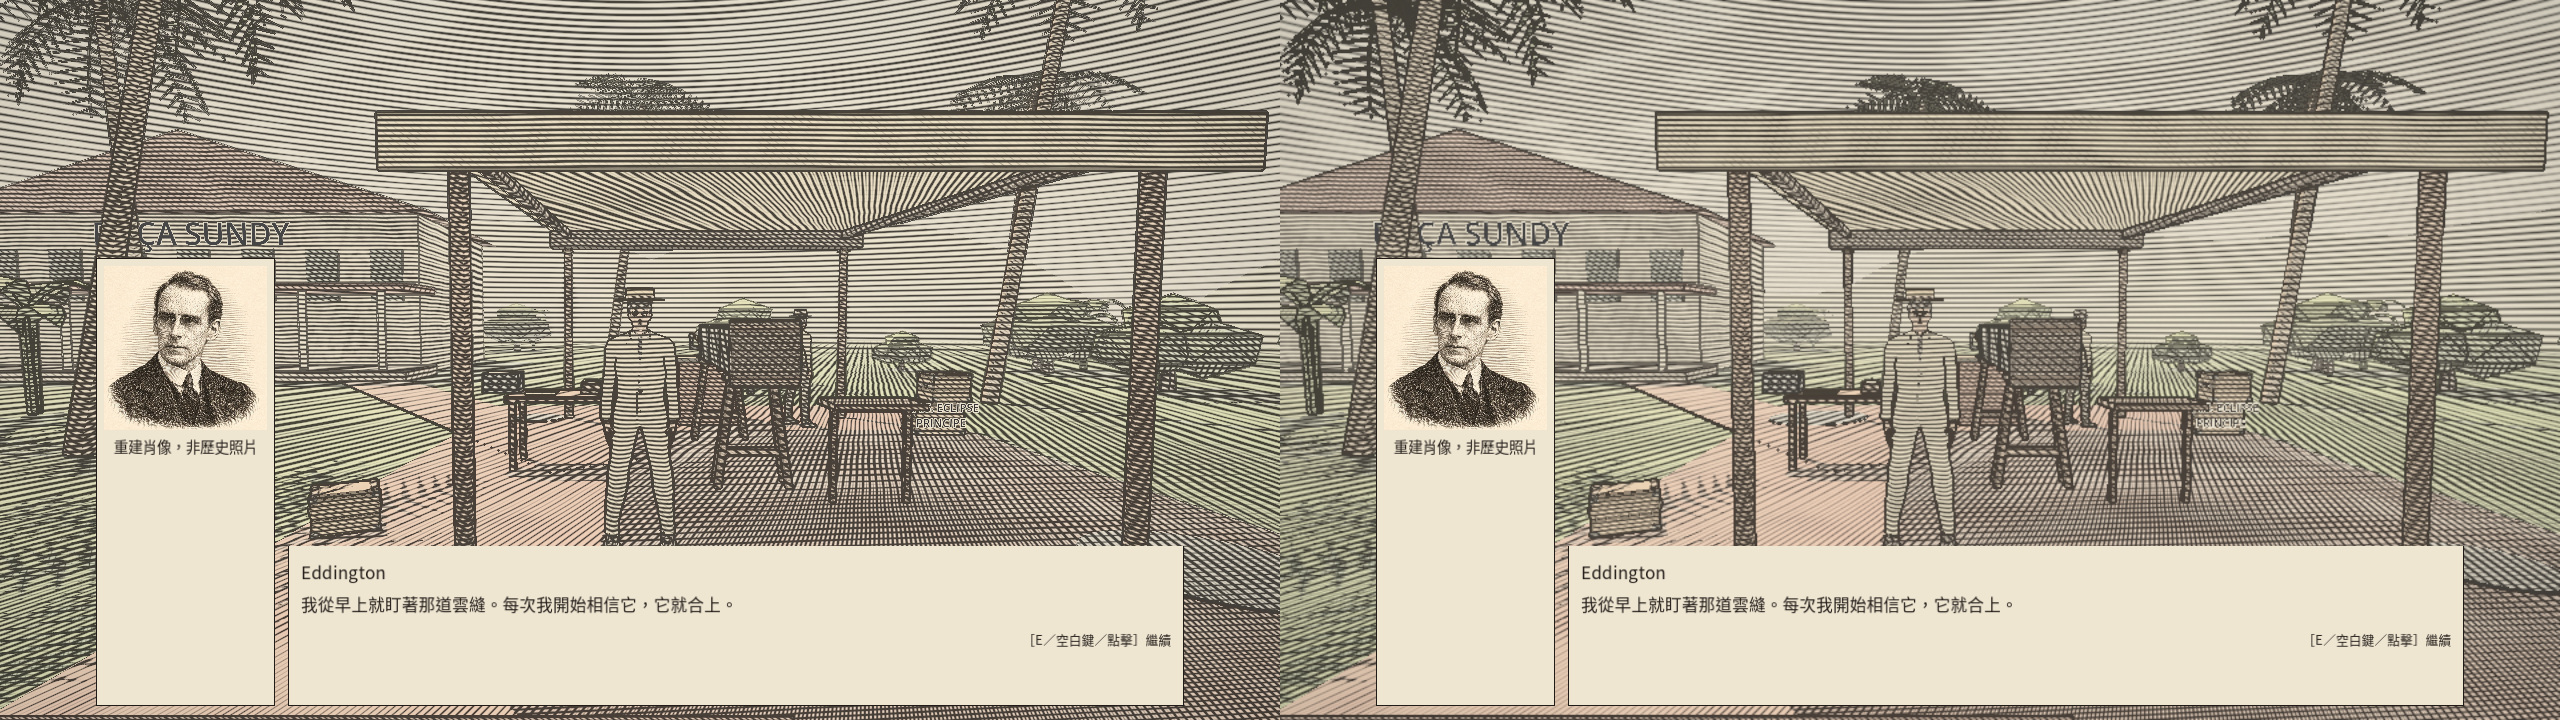 ÇA SUNDY
ECLIPSE
PRINCIPE
重建肖像，非歷史照片
Eddington
我從早上就盯著那道雲縫。每次我開始相信它，它就合上。
［E／空白鍵／點擊］繼續
ÇA SUNDY
ECLIPSE
PRINCIPE
重建肖像，非歷史照片
Eddington
我從早上就盯著那道雲縫。每次我開始相信它，它就合上。
［E／空白鍵／點擊］繼續